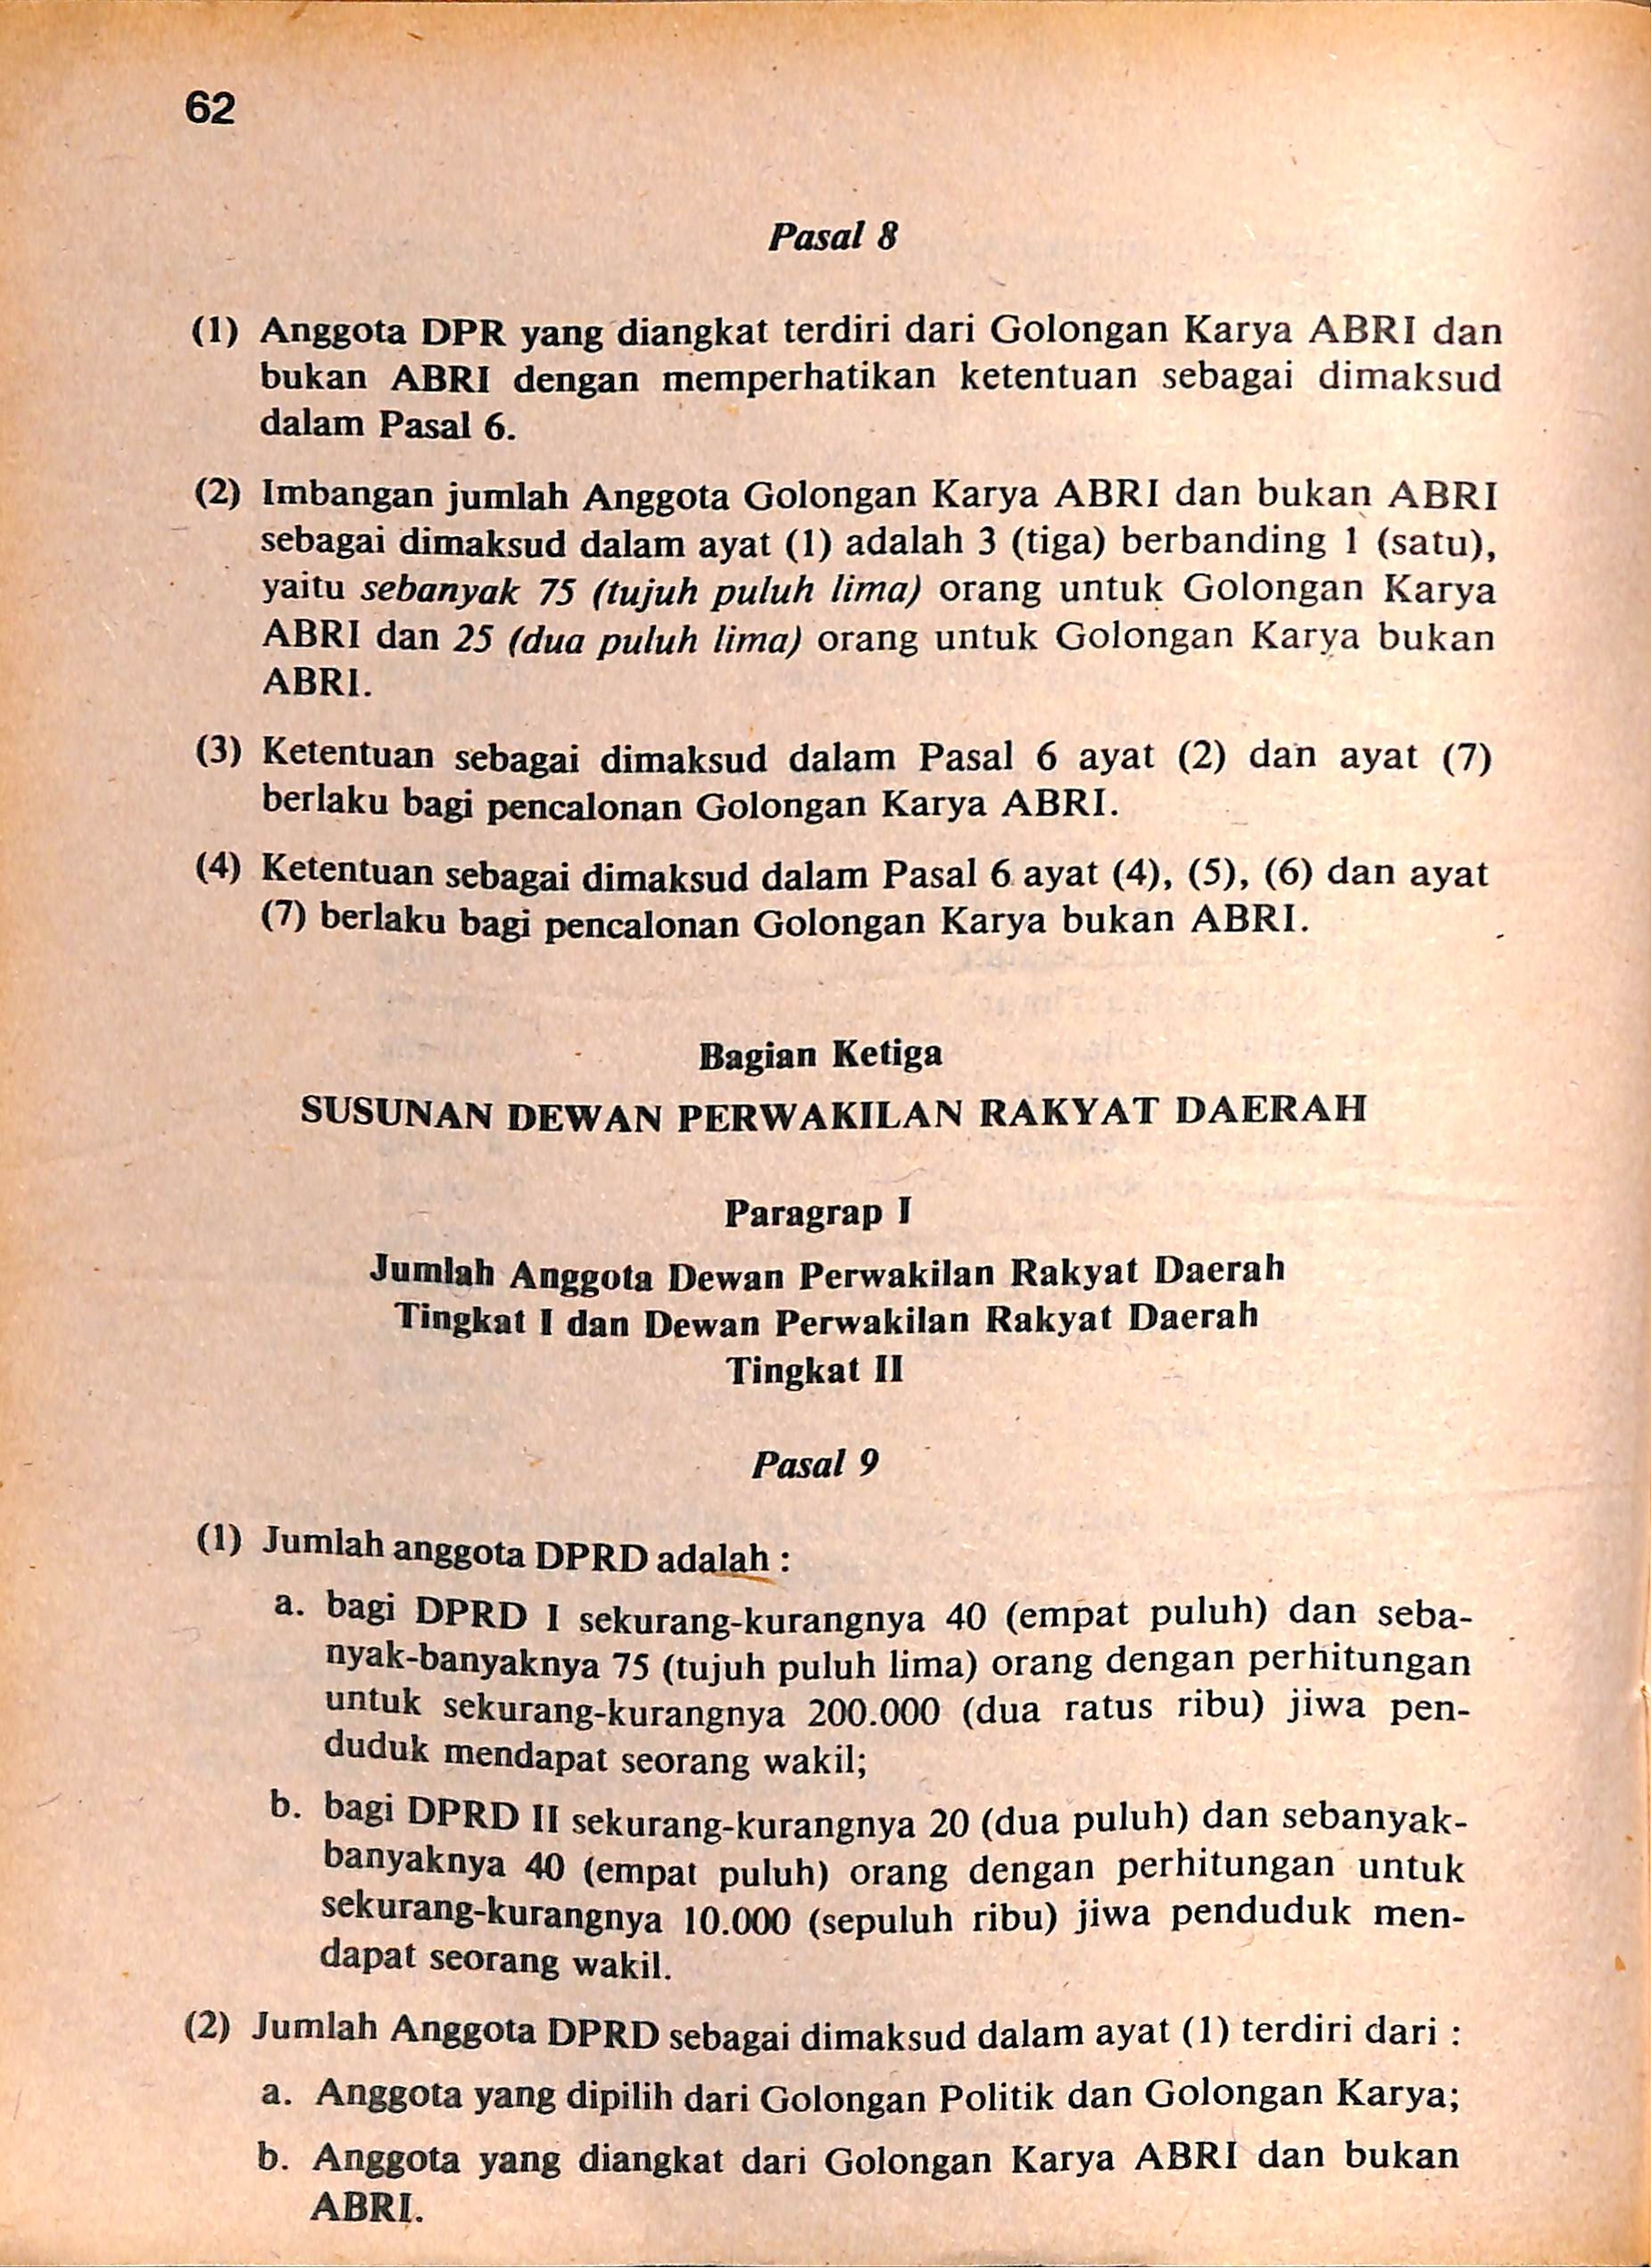 62
Pasal 8
(1) Anggota DPR yang diangkat terdiri dari Golongan Karya ABRI dan
bukan ABRI dengan memperhatikan ketentuan sebagai dimaksud
dalam Pasal 6.
(2) Imbangan jumlah Anggota Golongan Karya ABRI dan bukan ABRI
sebagai dimaksud dalam ayat (1) adalah 3 (tiga) berbanding 1 (satu),
yaitu sebanyak 75 (tujuh puluh lima) orang untuk Golongan Karya
ABRI dan 25 (dua puluh lima) orang untuk Golongan Karya bukan
ABRI.
(3) Ketentuan sebagai dimaksud dalam Pasal 6 ayat (2) dan ayat (7)
berlaku bagi pencalonan Golongan Karya ABRI.
(4) Ketentuan sebagai dimaksud dalam Pasal 6 ayat (4), (5), (6) dan ayat
(7) berlaku bagi pencalonan Golongan Karya bukan ABRI.
Bagian Ketiga
SUSUNAN DEWAN PERWAKILAN RAKYAT DAERAH
Paragrap I
Jumlah Anggota Dewan Perwakilan Rakyat Daerah
Tingkat I dan Dewan Perwakilan Rakyat Daerah
Tingkat II
Pasal 9
(1) Jumlah anggota DPRD adalah :
a. bagi DPRD I sekurang-kurangnya 40 (empat puluh) dan seba-
nyak-banyaknya 75 (tujuh puluh lima) orang dengan perhitungan
untuk sekurang-kurangnya 200.000 (dua ratus ribu) jiwa pen-
duduk mendapat seorang wakil;
b. bagi DPRD II sekurang-kurangnya 20 (dua puluh) dan sebanyak-
banyaknya 40 (empat puluh) orang dengan perhitungan untuk
sekurang-kurangnya 10.000 (sepuluh ribu) jiwa penduduk men-
dapat seorang wakil.
(2) Jumlah Anggota DPRD sebagai dimaksud dalam ayat (1) terdiri dari :
a. Anggota yang dipilih dari Golongan Politik dan Golongan Karya;
b. Anggota yang diangkat dari Golongan Karya ABRI dan bukan
ABRI.